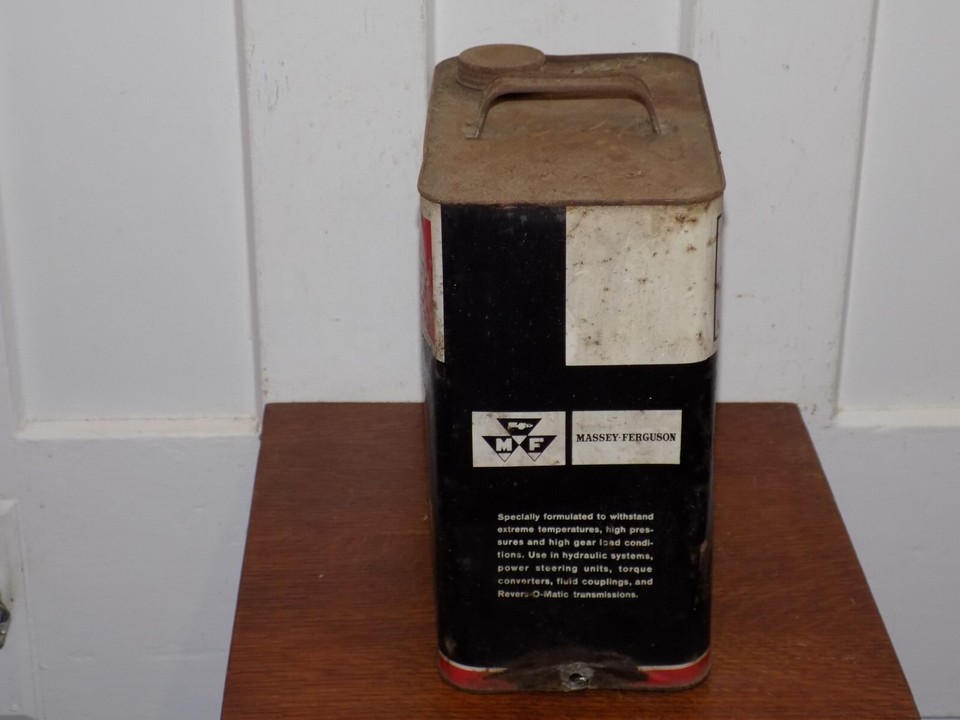 M F
MASSEY-FERGUSON
Specially formulated to withstand
extreme temperatures, high pres-
sures and high gear load condi-
tions. Use in hydraulic systems,
power steering units, torque
converters, fluid couplings, and
Revers-O-Matic transmissions.